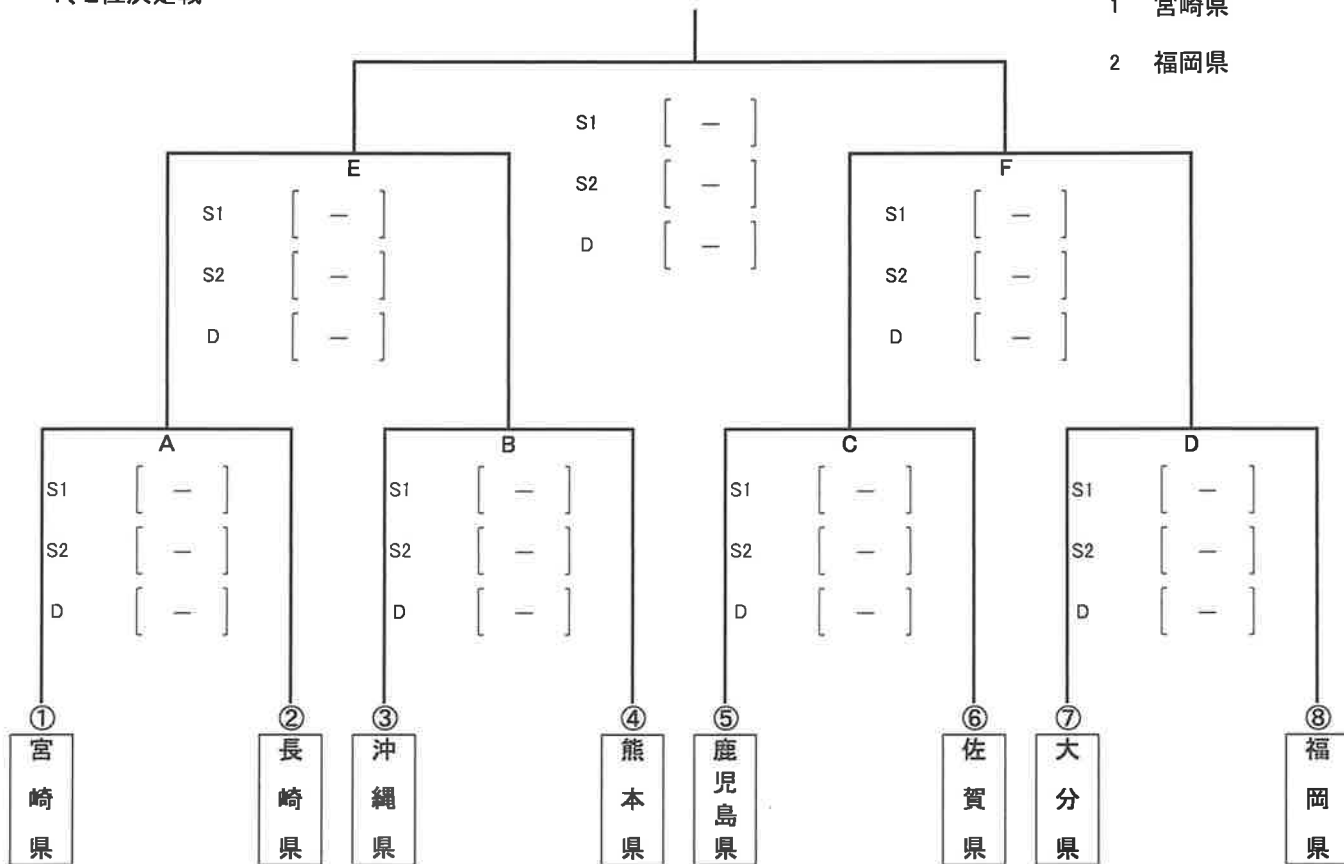 1 宮崎県
2 福岡県
S1 [ － ]
S2 [ － ]
D [ － ]
E
S1 [ － ]
S2 [ － ]
D [ － ]
F
S1 [ － ]
S2 [ － ]
D [ － ]
A
S1 [ － ]
S2 [ － ]
D [ － ]
B
S1 [ － ]
S2 [ － ]
D [ － ]
C
S1 [ － ]
S2 [ － ]
D [ － ]
D
S1 [ － ]
S2 [ － ]
D [ － ]
① 宮崎県
② 長崎県
③ 沖縄県
④ 熊本県
⑤ 鹿児島県
⑥ 佐賀県
⑦ 大分県
⑧ 福岡県